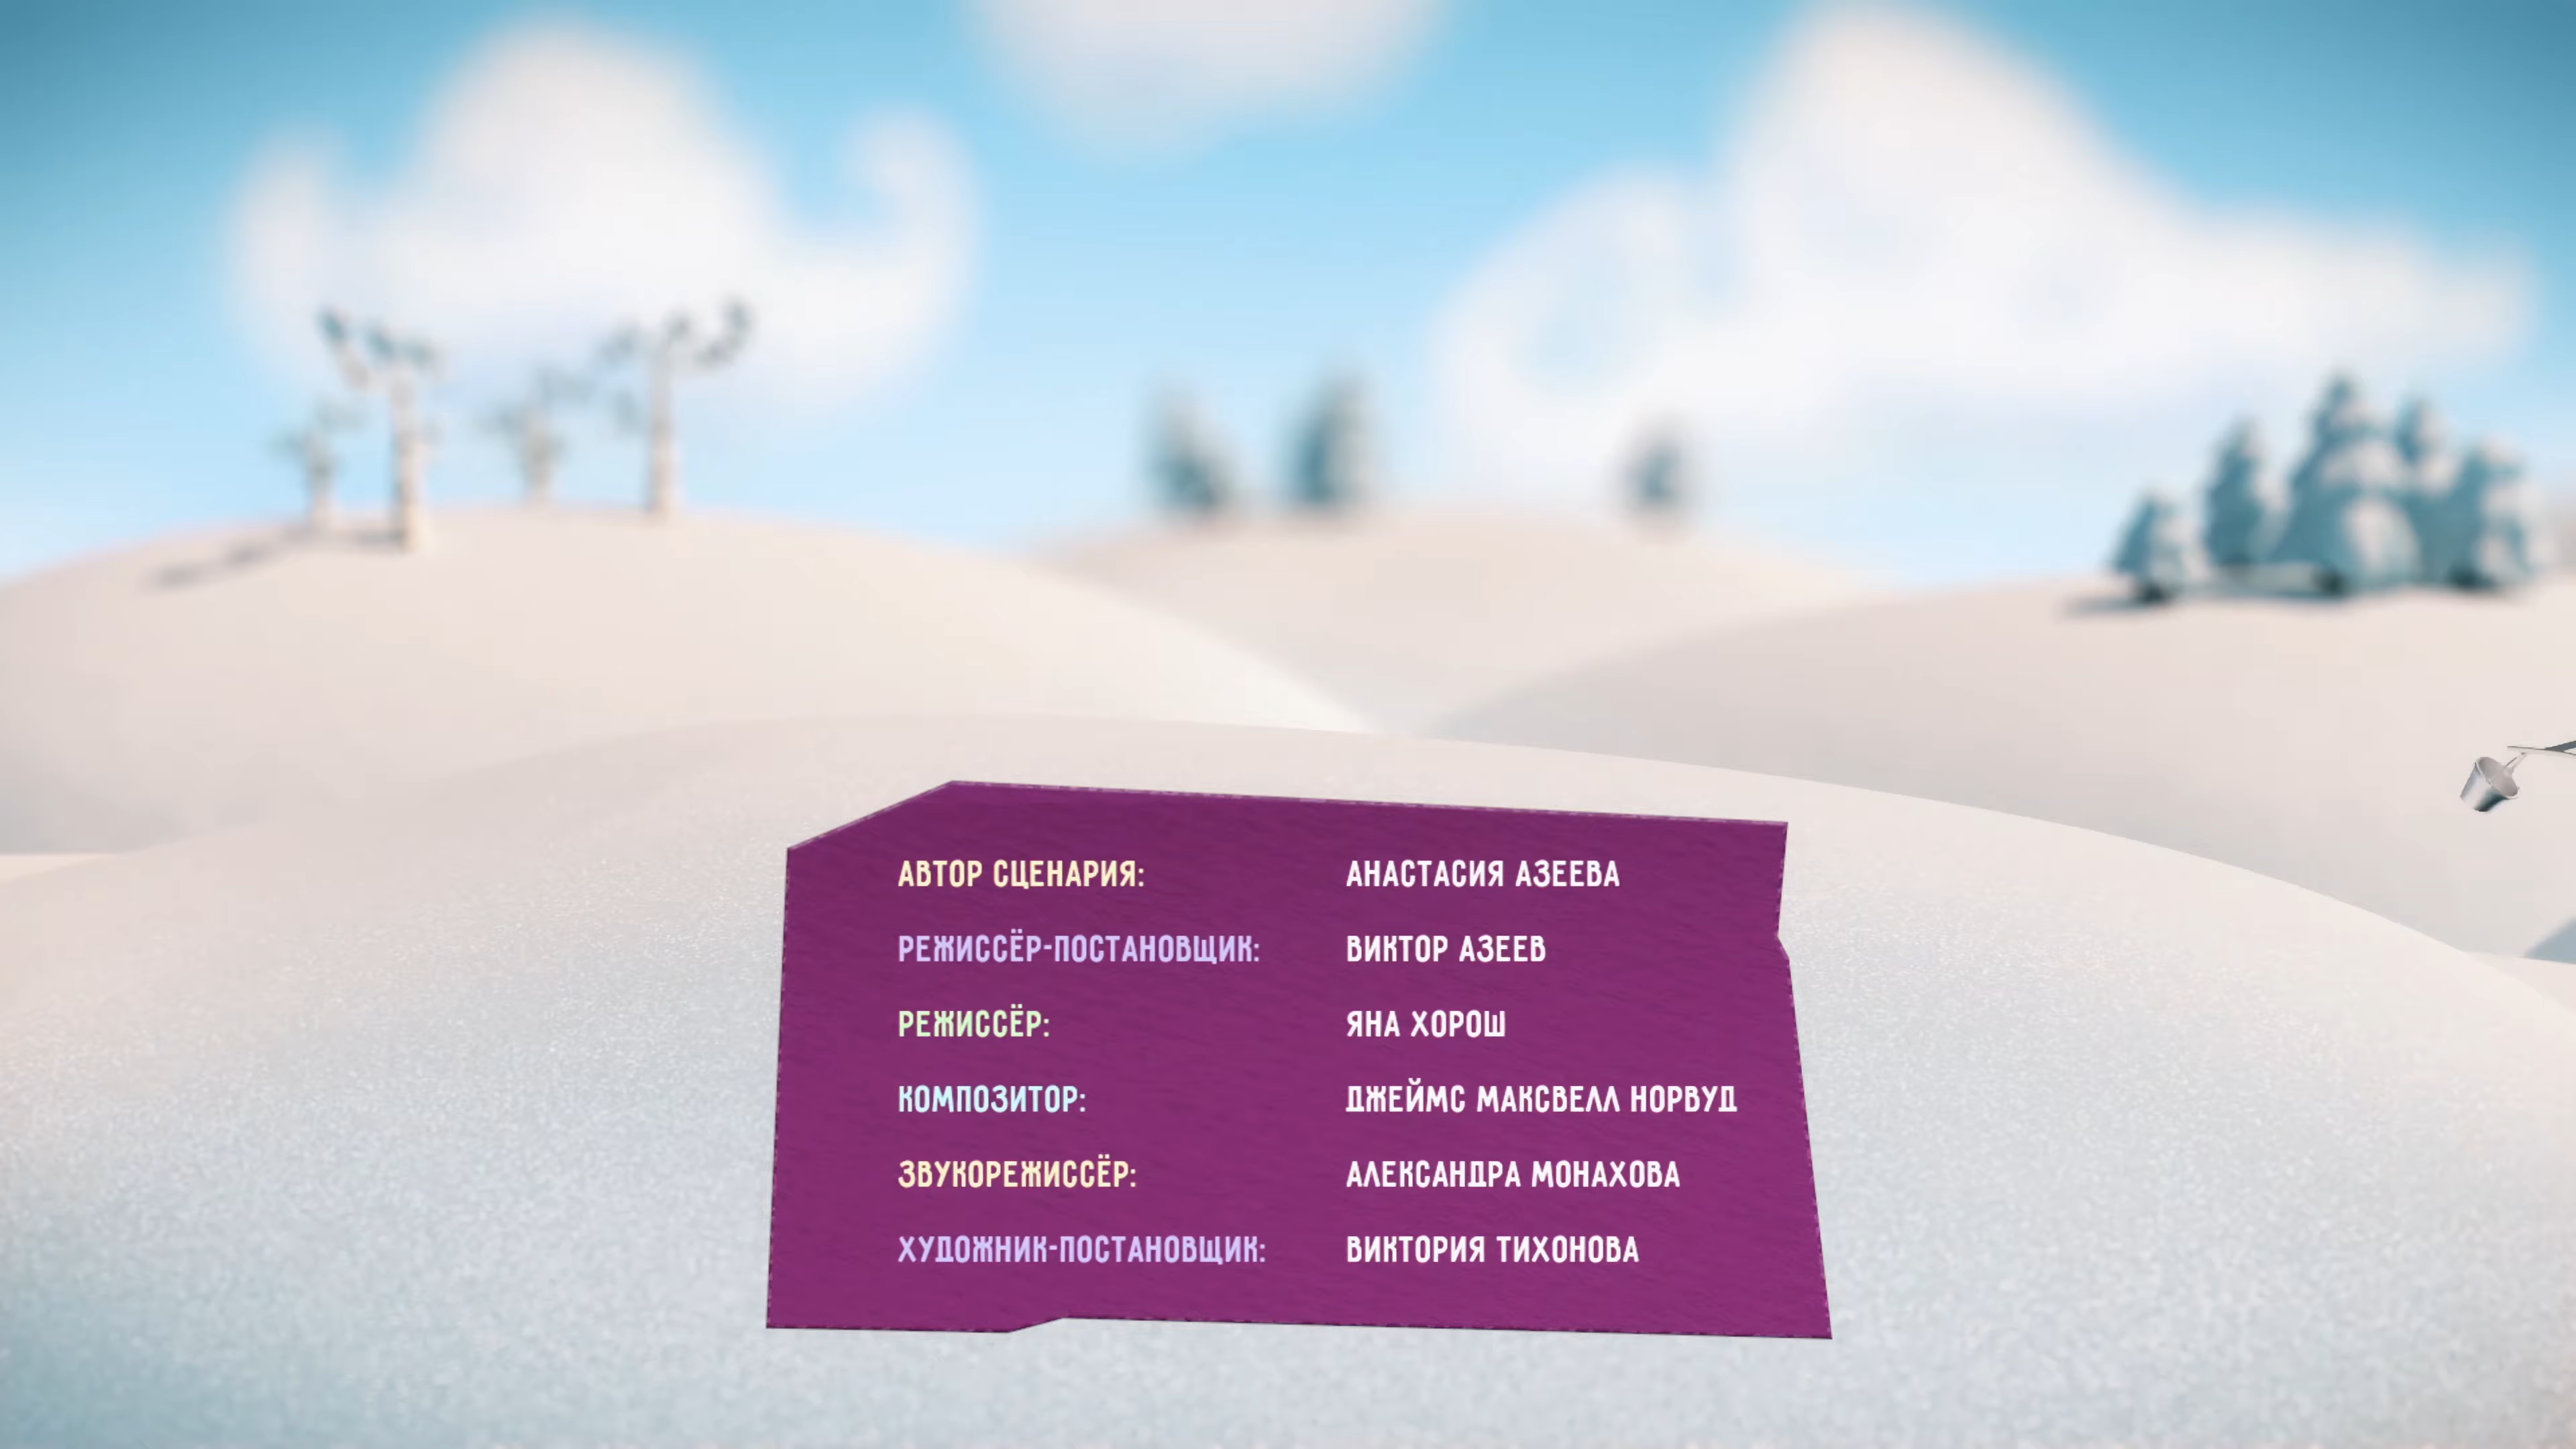 АВТОР СЦЕНАРИЯ: АНАСТАСИЯ АЗЕЕВА
РЕЖИССЁР-ПОСТАНОВЩИК: ВИКТОР АЗЕЕВ
РЕЖИССЁР: ЯНА ХОРОШ
КОМПОЗИТОР: ДЖЕЙМС МАКСВЕЛЛ НОРВУД
ЗВУКОРЕЖИССЁР: АЛЕКСАНДРА МОНАХОВА
ХУДОЖНИК-ПОСТАНОВЩИК: ВИКТОРИЯ ТИХОНОВА